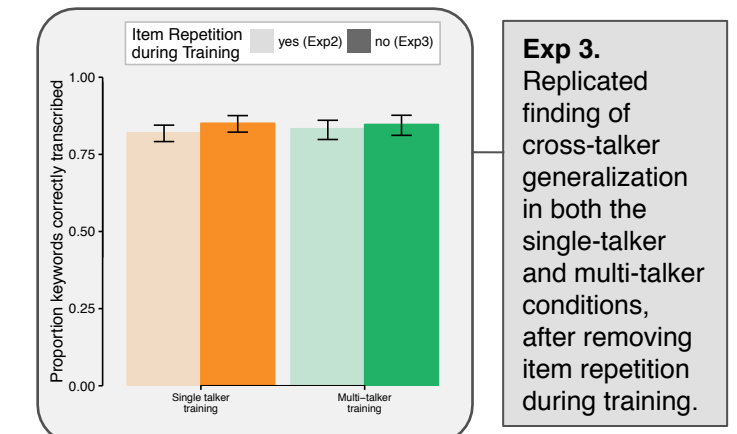 Item Repetition
during Training
yes (Exp2)
no (Exp3)
Proportion keywords correctly transcribed
1.00
0.75
0.50
0.25
0.00
Single talker
training
Multi−talker
training
Exp 3.
Replicated
finding of
cross-talker
generalization
in both the
single-talker
and multi-talker
conditions,
after removing
item repetition
during training.